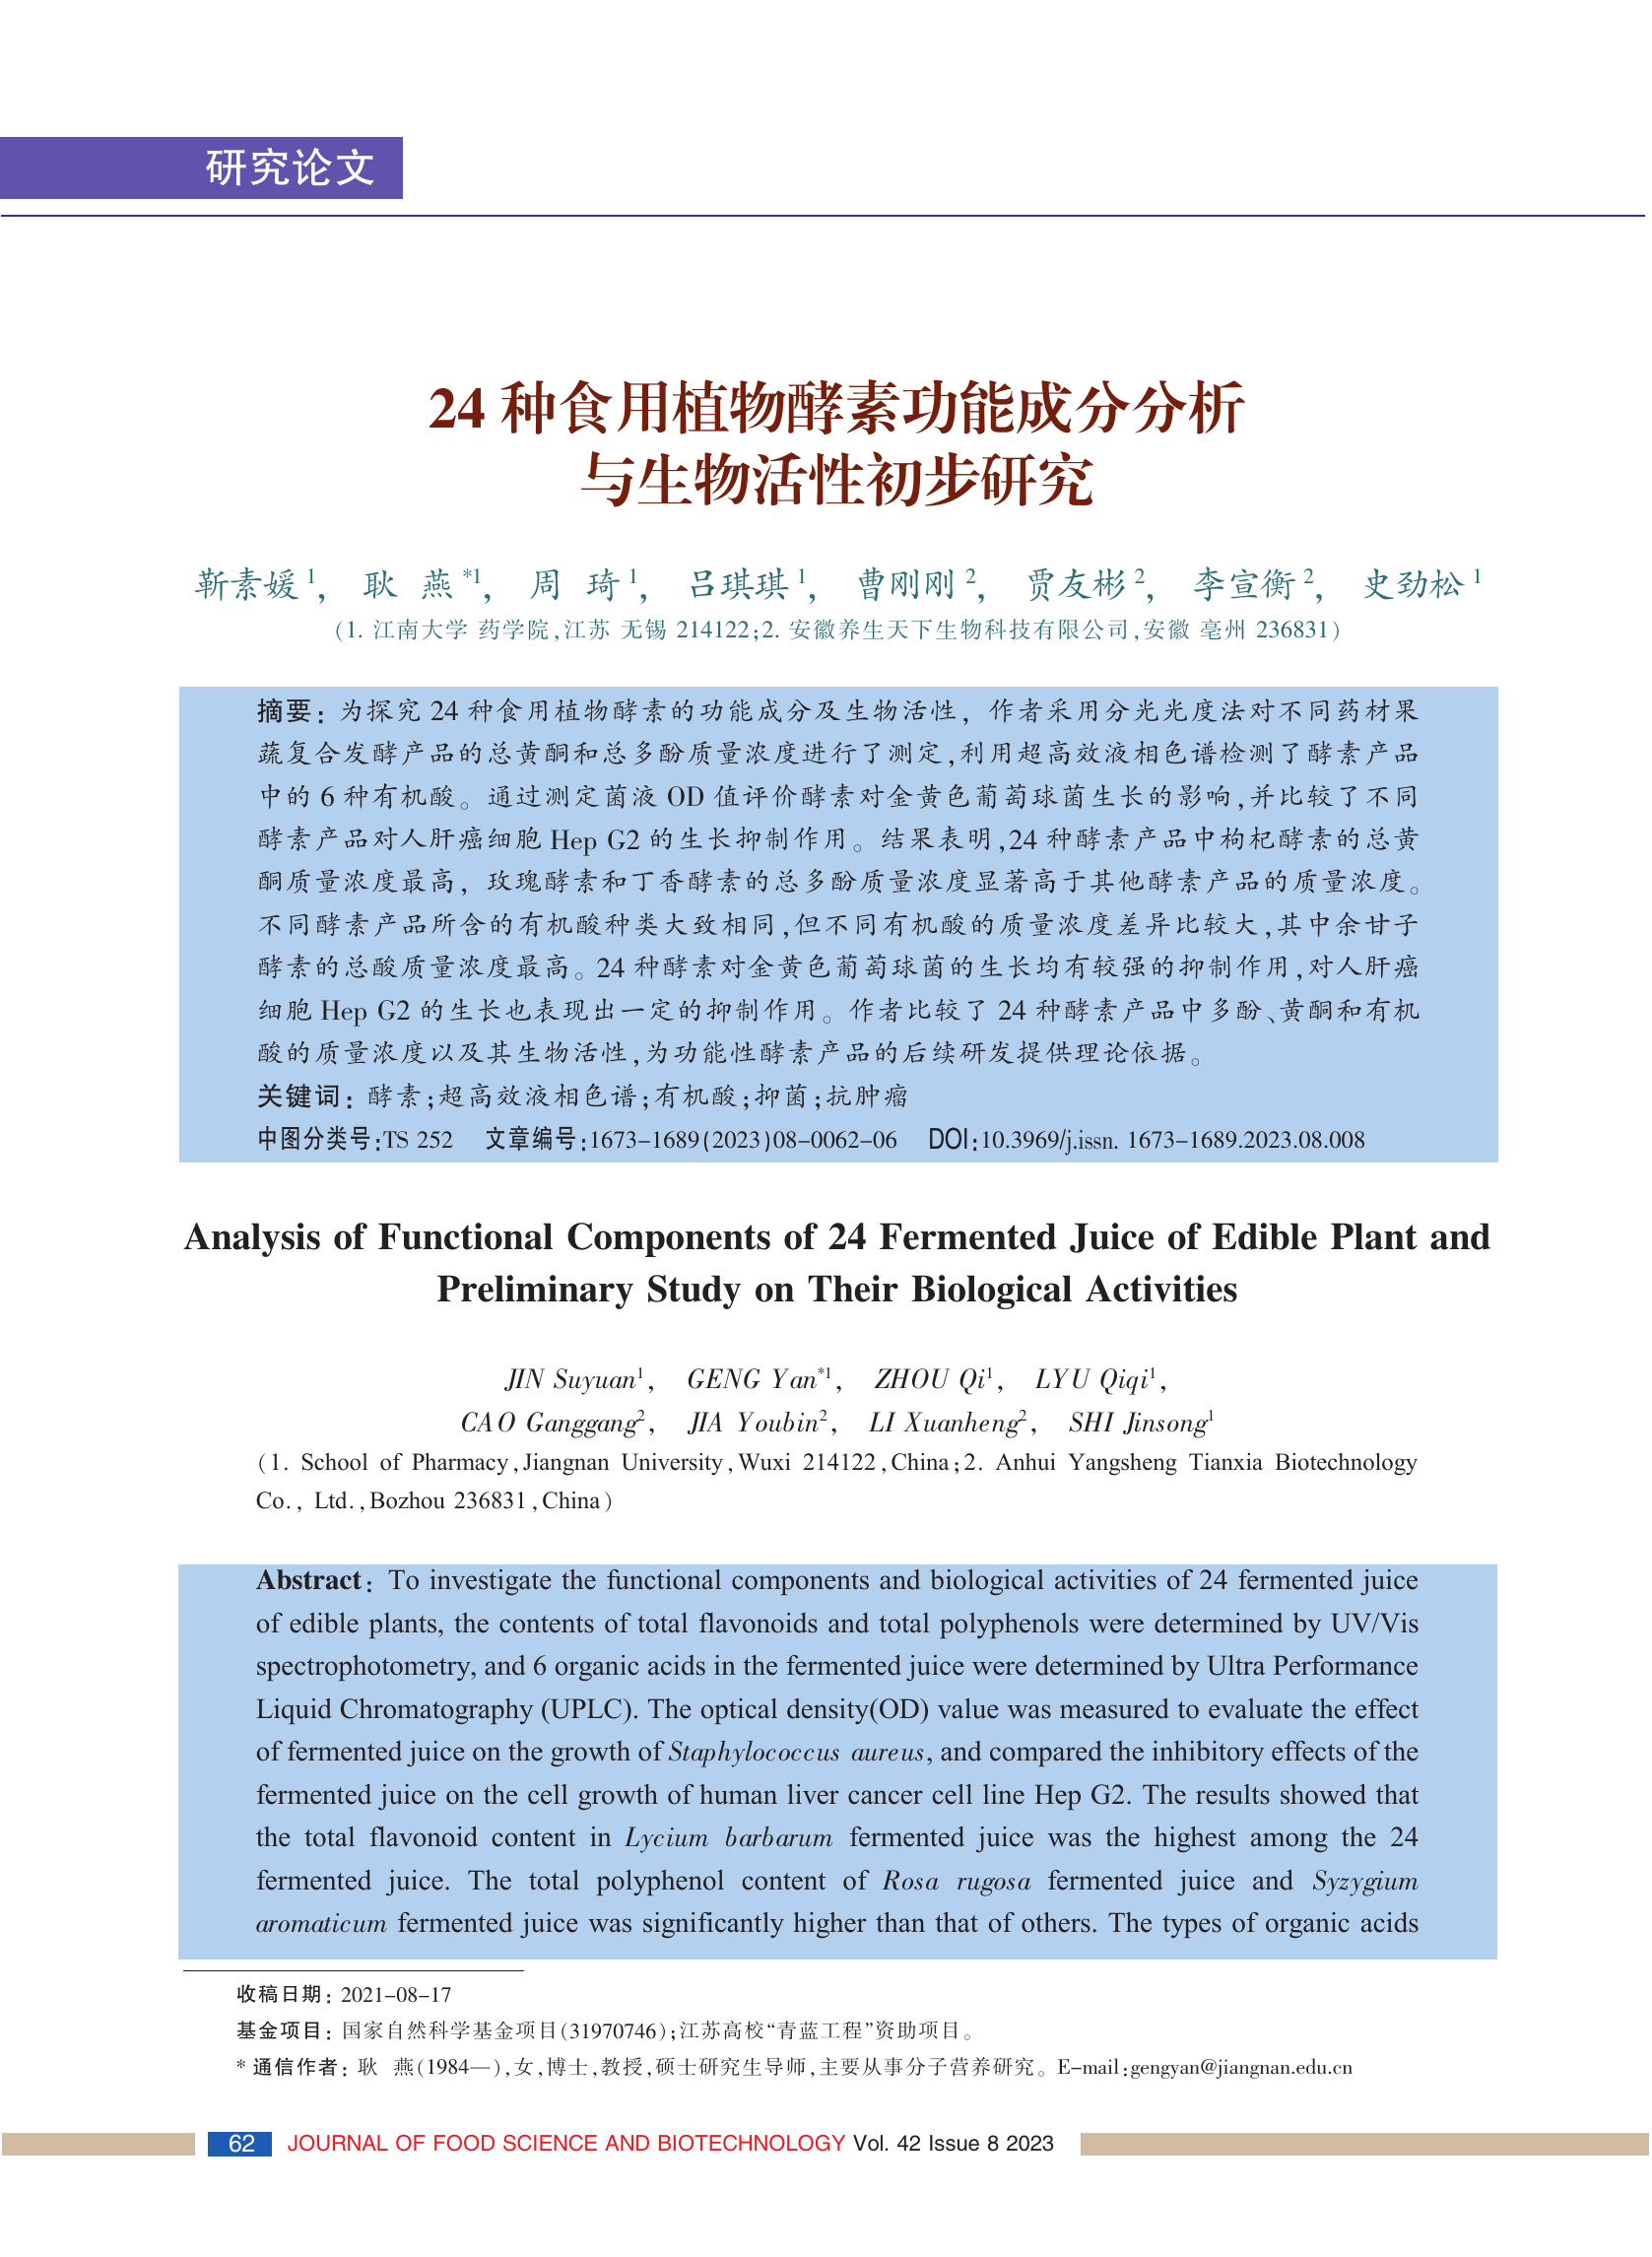 研究论文
24 种食用植物酵素功能成分分析
与生物活性初步研究
靳素媛1， 耿 燕*1， 周 琦1， 吕琪琪1， 曹刚刚2， 贾友彬2， 李宣衡2， 史劲松1
(1. 江南大学 药学院,江苏 无锡 214122;2. 安徽养生天下生物科技有限公司,安徽 亳州 236831)
摘要：为探究 24 种食用植物酵素的功能成分及生物活性，作者采用分光光度法对不同药材果
蔬复合发酵产品的总黄酮和总多酚质量浓度进行了测定,利用超高效液相色谱检测了酵素产品
中的 6 种有机酸。通过测定菌液 OD 值评价酵素对金黄色葡萄球菌生长的影响,并比较了不同
酵素产品对人肝癌细胞 Hep G2 的生长抑制作用。结果表明,24 种酵素产品中枸杞酵素的总黄
酮质量浓度最高，玫瑰酵素和丁香酵素的总多酚质量浓度显著高于其他酵素产品的质量浓度。
不同酵素产品所含的有机酸种类大致相同,但不同有机酸的质量浓度差异比较大,其中余甘子
酵素的总酸质量浓度最高。24 种酵素对金黄色葡萄球菌的生长均有较强的抑制作用,对人肝癌
细胞 Hep G2 的生长也表现出一定的抑制作用。作者比较了 24 种酵素产品中多酚、黄酮和有机
酸的质量浓度以及其生物活性,为功能性酵素产品的后续研发提供理论依据。
关键词：酵素;超高效液相色谱;有机酸;抑菌;抗肿瘤
中图分类号:TS 252 文章编号:1673-1689(2023)08-0062-06 DOI:10.3969/j.issn. 1673-1689.2023.08.008
Analysis of Functional Components of 24 Fermented Juice of Edible Plant and
Preliminary Study on Their Biological Activities
JIN Suyuan1, GENG Yan*1, ZHOU Qi1, LYU Qiqi1,
CAO Ganggang2, JIA Youbin2, LI Xuanheng2, SHI Jinsong1
(1. School of Pharmacy,Jiangnan University,Wuxi 214122,China;2. Anhui Yangsheng Tianxia Biotechnology
Co., Ltd.,Bozhou 236831,China)
Abstract: To investigate the functional components and biological activities of 24 fermented juice
of edible plants, the contents of total flavonoids and total polyphenols were determined by UV/Vis
spectrophotometry, and 6 organic acids in the fermented juice were determined by Ultra Performance
Liquid Chromatography (UPLC). The optical density(OD) value was measured to evaluate the effect
of fermented juice on the growth of Staphylococcus aureus, and compared the inhibitory effects of the
fermented juice on the cell growth of human liver cancer cell line Hep G2. The results showed that
the total flavonoid content in Lycium barbarum fermented juice was the highest among the 24
fermented juice. The total polyphenol content of Rosa rugosa fermented juice and Syzygium
aromaticum fermented juice was significantly higher than that of others. The types of organic acids
收稿日期：2021-08-17
基金项目：国家自然科学基金项目(31970746);江苏高校“青蓝工程”资助项目。
*通信作者：耿 燕(1984—),女,博士,教授,硕士研究生导师,主要从事分子营养研究。E-mail:gengyan@jiangnan.edu.cn
62 JOURNAL OF FOOD SCIENCE AND BIOTECHNOLOGY Vol. 42 Issue 8 2023